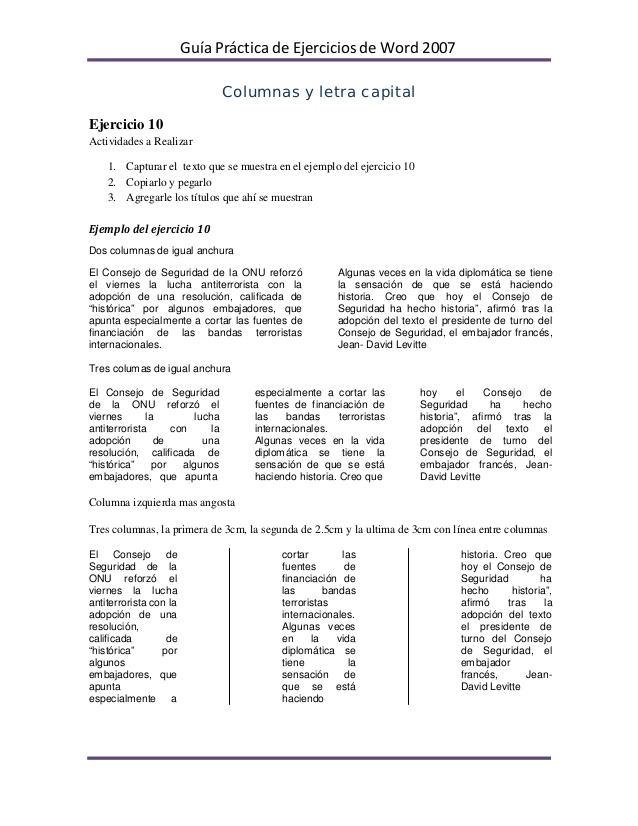 Guía Práctica de Ejercicios de Word 2007
Columnas y letra capital
Ejercicio 10
Actividades a Realizar
1. Capturar el texto que se muestra en el ejemplo del ejercicio 10
2. Copiarlo y pegarlo
3. Agregarle los títulos que ahí se muestran
Ejemplo del ejercicio 10
Dos columnas de igual anchura
El Consejo de Seguridad de la ONU reforzó
el viernes la lucha antiterrorista con la
adopción de una resolución, calificada de
“histórica” por algunos embajadores, que
apunta especialmente a cortar las fuentes de
financiación de las bandas terroristas
internacionales.
Algunas veces en la vida diplomática se tiene
la sensación de que se está haciendo
historia. Creo que hoy el Consejo de
Seguridad ha hecho historia”, afirmó tras la
adopción del texto el presidente de turno del
Consejo de Seguridad, el embajador francés,
Jean- David Levitte
Tres columas de igual anchura
El Consejo de Seguridad
de la ONU reforzó el
viernes la lucha
antiterrorista con la
adopción de una
resolución, calificada de
“histórica” por algunos
embajadores, que apunta
especialmente a cortar las
fuentes de financiación de
las bandas terroristas
internacionales.
Algunas veces en la vida
diplomática se tiene la
sensación de que se está
haciendo historia. Creo que
hoy el Consejo de
Seguridad ha hecho
historia”, afirmó tras la
adopción del texto el
presidente de turno del
Consejo de Seguridad, el
embajador francés, Jean-
David Levitte
Columna izquierda mas angosta
Tres columnas, la primera de 3cm, la segunda de 2.5cm y la ultima de 3cm con línea entre columnas
El Consejo de
Seguridad de la
ONU reforzó el
viernes la lucha
antiterrorista con la
adopción de una
resolución,
calificada de
“histórica” por
algunos
embajadores, que
apunta
especialmente a
cortar las
fuentes de
financiación de
las bandas
terroristas
internacionales.
Algunas veces
en la vida
diplomática se
tiene la
sensación de
que se está
haciendo
historia. Creo que
hoy el Consejo de
Seguridad ha
hecho historia”,
afirmó tras la
adopción del texto
el presidente de
turno del Consejo
de Seguridad, el
embajador
francés, Jean-
David Levitte